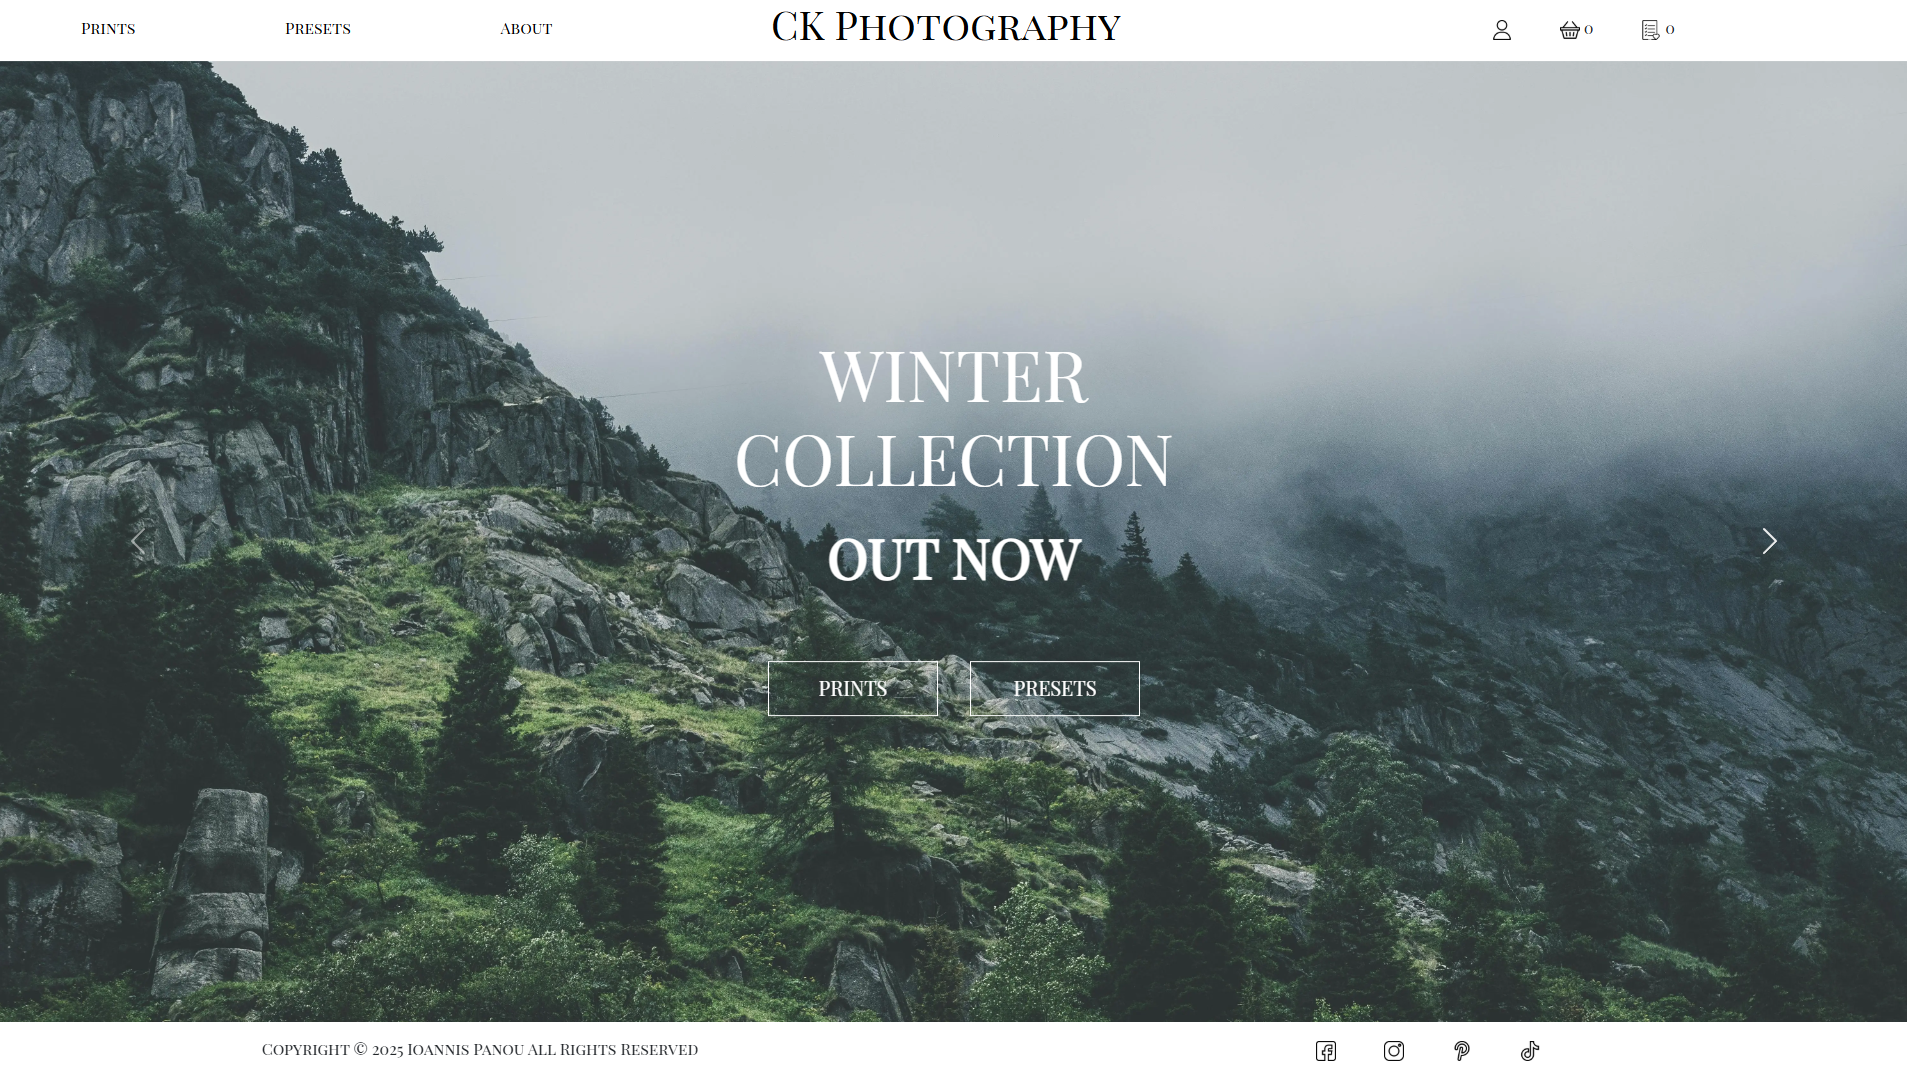 Prints
Presets
About
CK Photography
0
0
WINTER
COLLECTION
OUT NOW
PRINTS
PRESETS
Copyright © 2025 Ioannis Panou All Rights Reserved